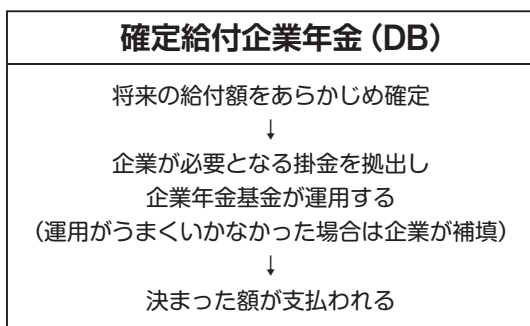 確定給付企業年金（DB）
将来の給付額をあらかじめ確定
↓
企業が必要となる掛金を拠出し
企業年金基金が運用する
（運用がうまくいかなかった場合は企業が補填）
↓
決まった額が支払われる